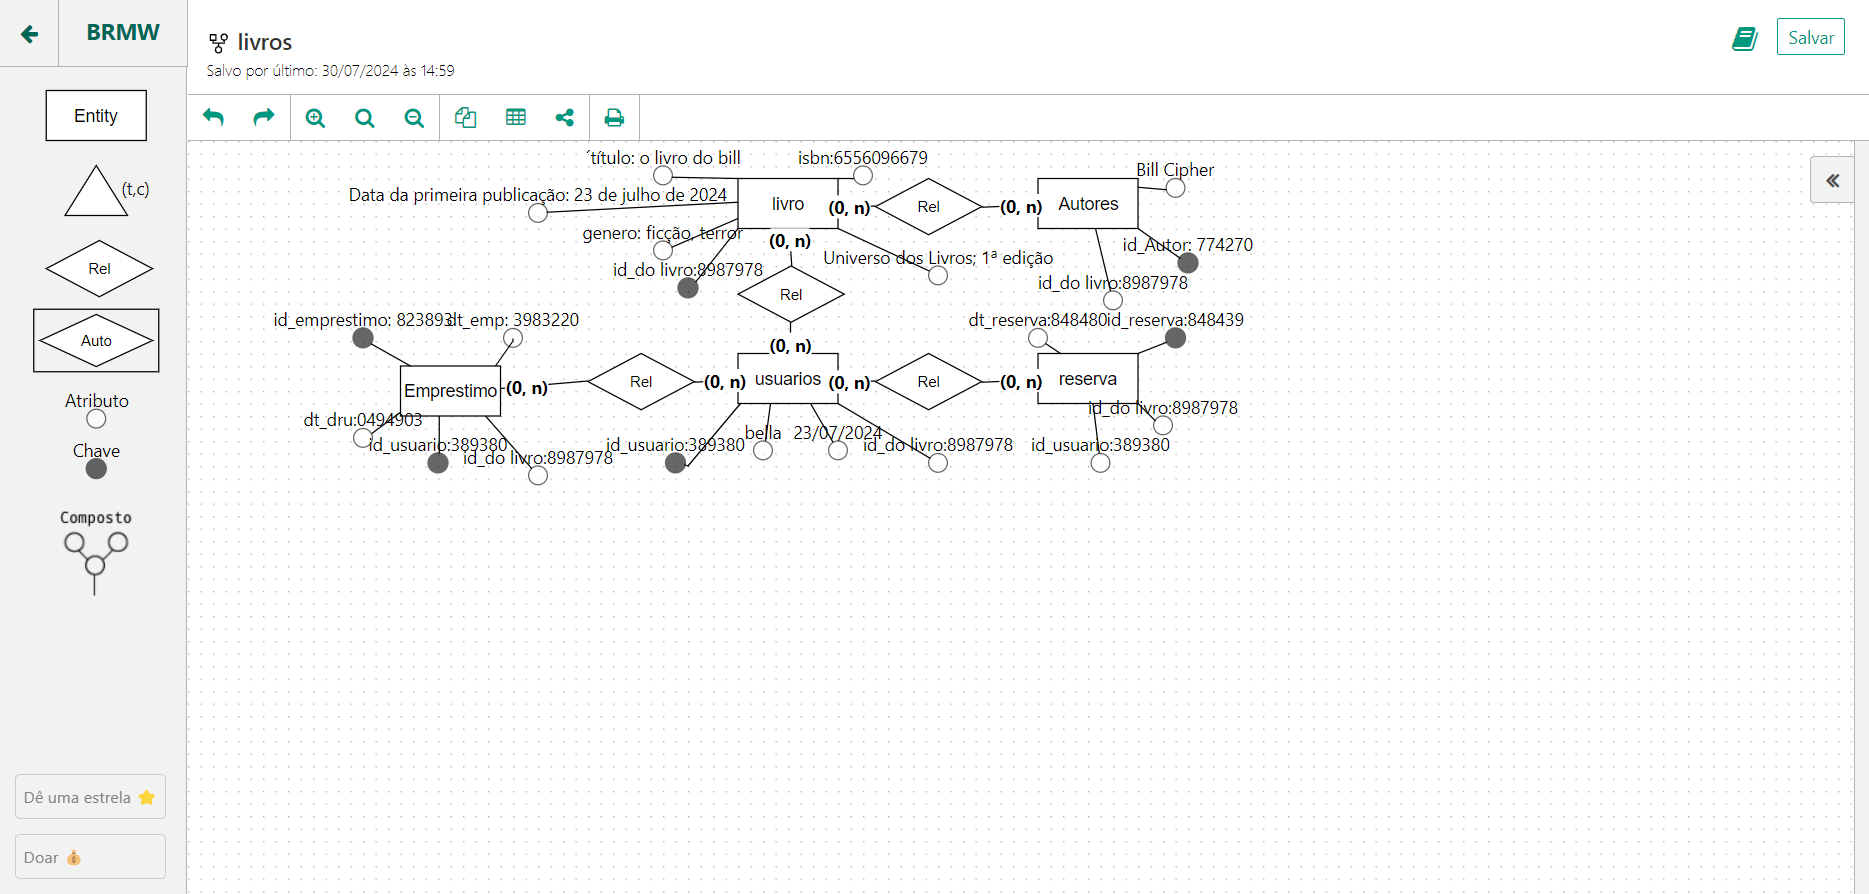 BRMW
livros
Salvar
Salvo por último: 30/07/2024 às 14:59
Entity
(t,c)
Rel
Auto
Atributo
Chave
Composto
Dê uma estrela
Doar
´título: o livro do bill
isbn:6556096679
Bill Cipher
Data da primeira publicação: 23 de julho de 2024
livro
(0, n)
Rel
(0, n)
Autores
genero: ficção, terror
(0, n)
id_Autor: 774270
Universo dos Livros; 1ª edição
id_do livro:8987978
id_do livro:8987978
Rel
id_emprestimo: 823893
dt_emp: 3983220
dt_reserva:848480
id_reserva:848439
(0, n)
Emprestimo
(0, n)
Rel
(0, n)
usuarios
(0, n)
Rel
(0, n)
reserva
id_do livro:8987978
dt_dru:0494903
bella
23/07/2024
id_usuario:389380
id_usuario:389380
id_do livro:8987978
id_usuario:389380
id_do livro:8987978